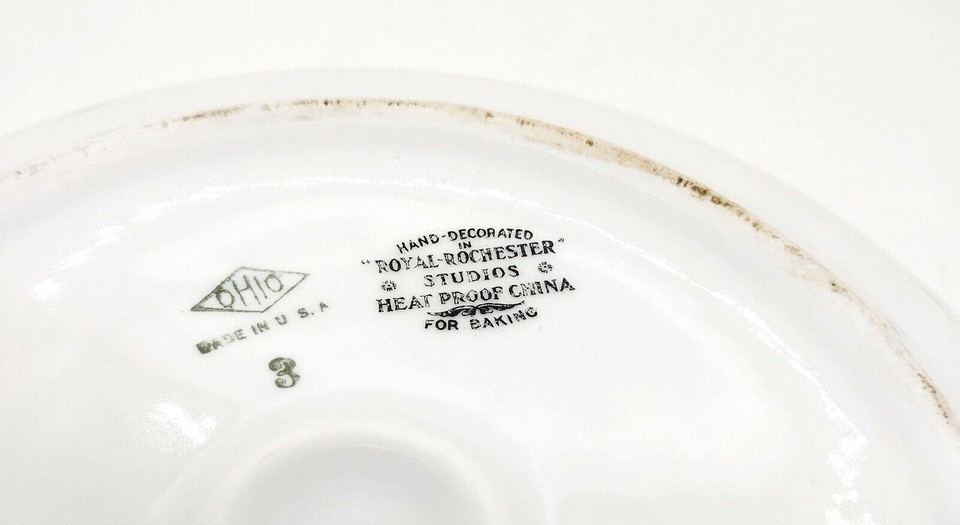 OHIO
MADE IN U. S. A
3
HAND-DECORATED
IN
"ROYAL-ROCHESTER"
STUDIOS
HEAT PROOF CHINA
FOR BAKING